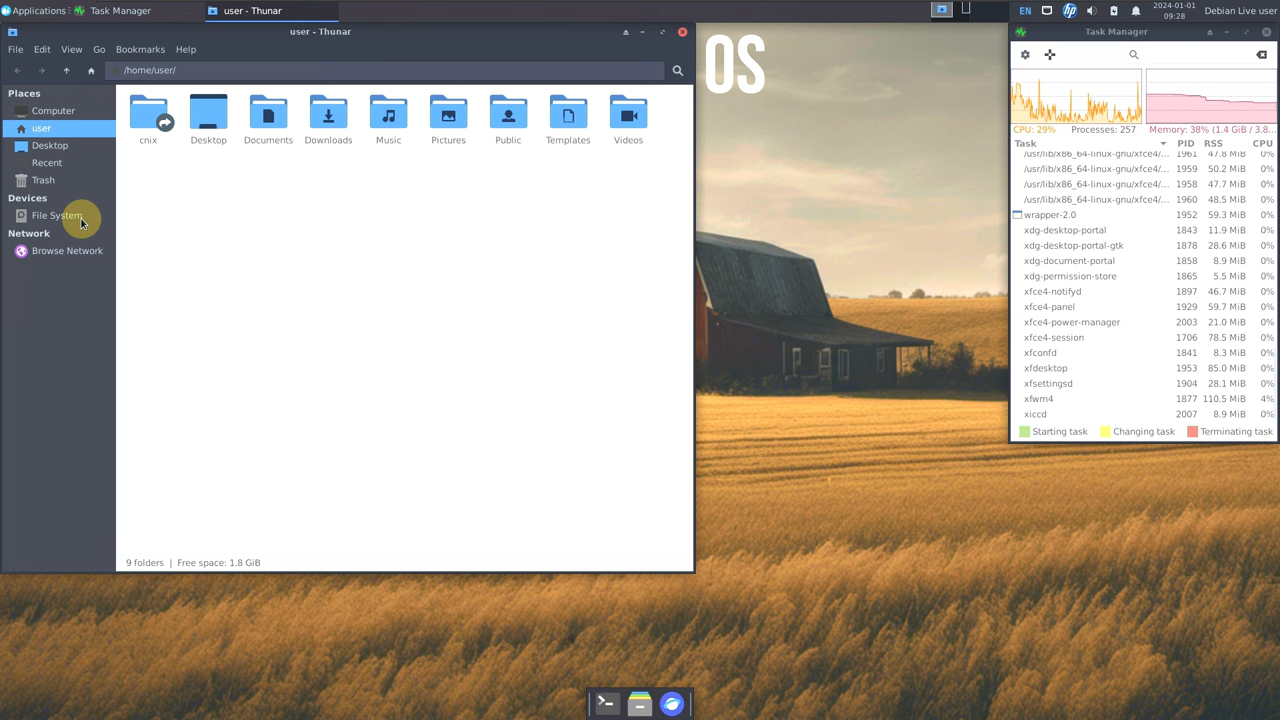 Applications
Task Manager
user - Thunar
EN
2024-01-01
09:28
Debian Live user
user - Thunar
File Edit View Go Bookmarks Help
/home/user/
Places
Computer
user
Desktop
Recent
Trash
Devices
File System
Network
Browse Network
cnix Desktop Documents Downloads Music Pictures Public Templates Videos
9 folders | Free space: 1.8 GiB
OS
Task Manager
CPU: 29% Processes: 257 Memory: 38% (1.4 GiB / 3.8...
Task PID RSS CPU
/usr/lib/x86_64-linux-gnu/xfce4/... 1961 47.8 MiB 0%
/usr/lib/x86_64-linux-gnu/xfce4/... 1959 50.2 MiB 0%
/usr/lib/x86_64-linux-gnu/xfce4/... 1958 47.7 MiB 0%
/usr/lib/x86_64-linux-gnu/xfce4/... 1960 48.5 MiB 0%
wrapper-2.0 1952 59.3 MiB 0%
xdg-desktop-portal 1843 11.9 MiB 0%
xdg-desktop-portal-gtk 1878 28.6 MiB 0%
xdg-document-portal 1858 8.9 MiB 0%
xdg-permission-store 1865 5.5 MiB 0%
xfce4-notifyd 1897 46.7 MiB 0%
xfce4-panel 1929 59.7 MiB 0%
xfce4-power-manager 2003 21.0 MiB 0%
xfce4-session 1706 78.5 MiB 0%
xfconfd 1841 8.3 MiB 0%
xfdesktop 1953 85.0 MiB 0%
xfsettingsd 1904 28.1 MiB 0%
xfwm4 1877 110.5 MiB 4%
xiccd 2007 8.9 MiB 0%
Starting task Changing task Terminating task